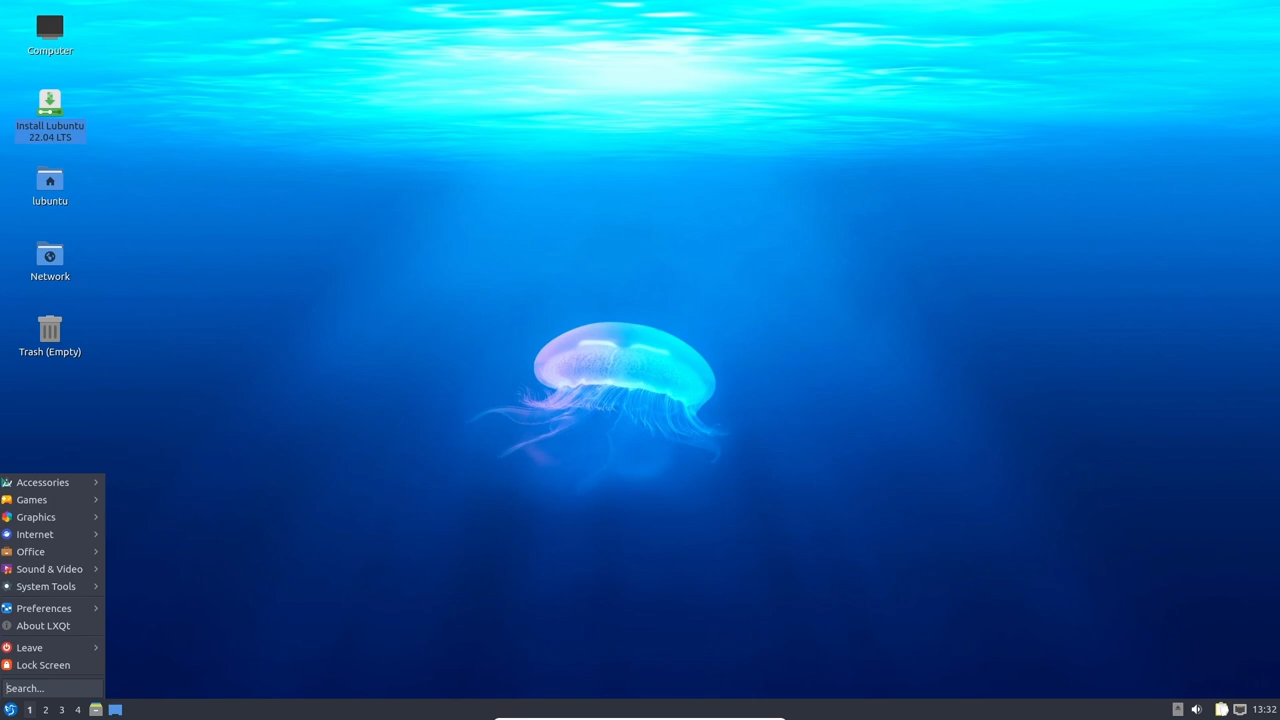 Computer
Install Lubuntu
22.04 LTS
lubuntu
Network
Trash (Empty)
Accessories
Games
Graphics
Internet
Office
Sound & Video
System Tools
Preferences
About LXQt
Leave
Lock Screen
Search...
1 2 3 4 13:32